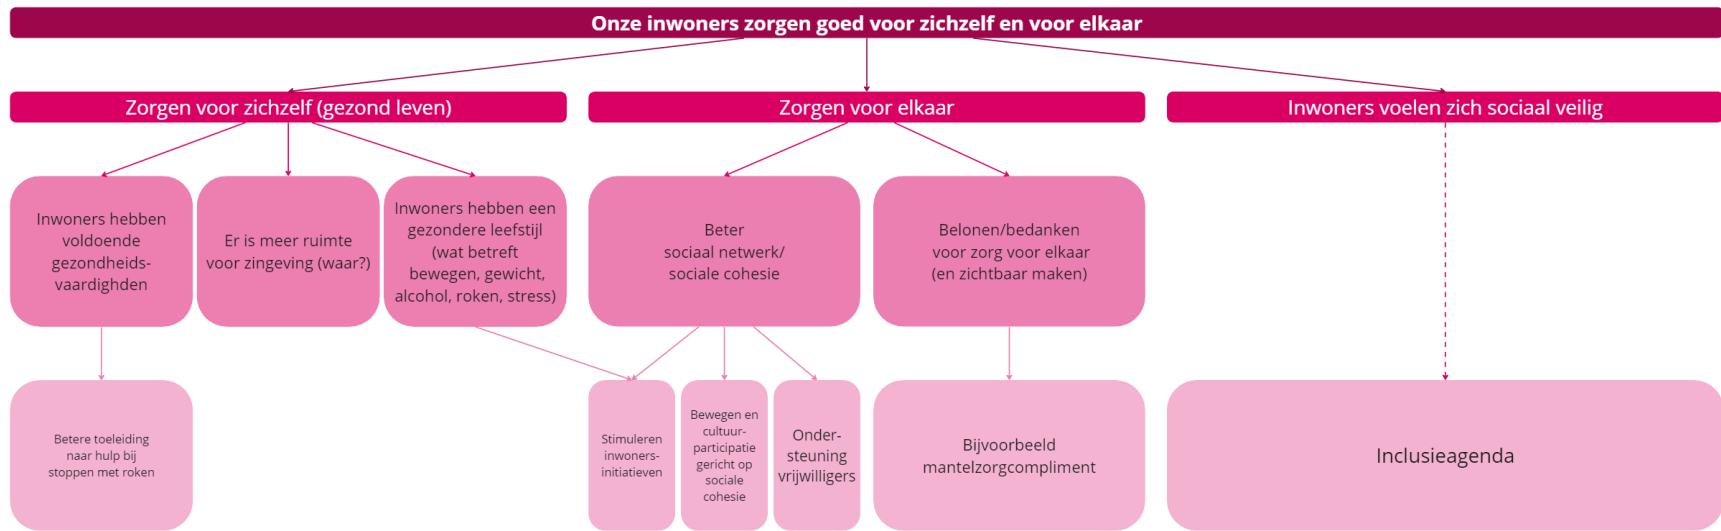 Onze inwoners zorgen goed voor zichzelf en voor elkaar
Zorgen voor zichzelf (gezond leven)
Zorgen voor elkaar
Inwoners voelen zich sociaal veilig
Inwoners hebben
voldoende
gezondheids-
vaardighden
Er is meer ruimte
voor zingeving (waar?)
Inwoners hebben een
gezondere leefstijl
(wat betreft
bewegen, gewicht,
alcohol, roken, stress)
Beter
sociaal netwerk/
sociale cohesie
Belonen/bedanken
voor zorg voor elkaar
(en zichtbaar maken)
Betere toeleiding
naar hulp bij
stoppen met roken
Stimuleren
inwoners-
initiatieven
Bewegen en
cultuur-
participatie
gericht op
sociale
cohesie
Onder-
steuning
vrijwilligers
Bijvoorbeeld
mantelzorgcompliment
Inclusieagenda